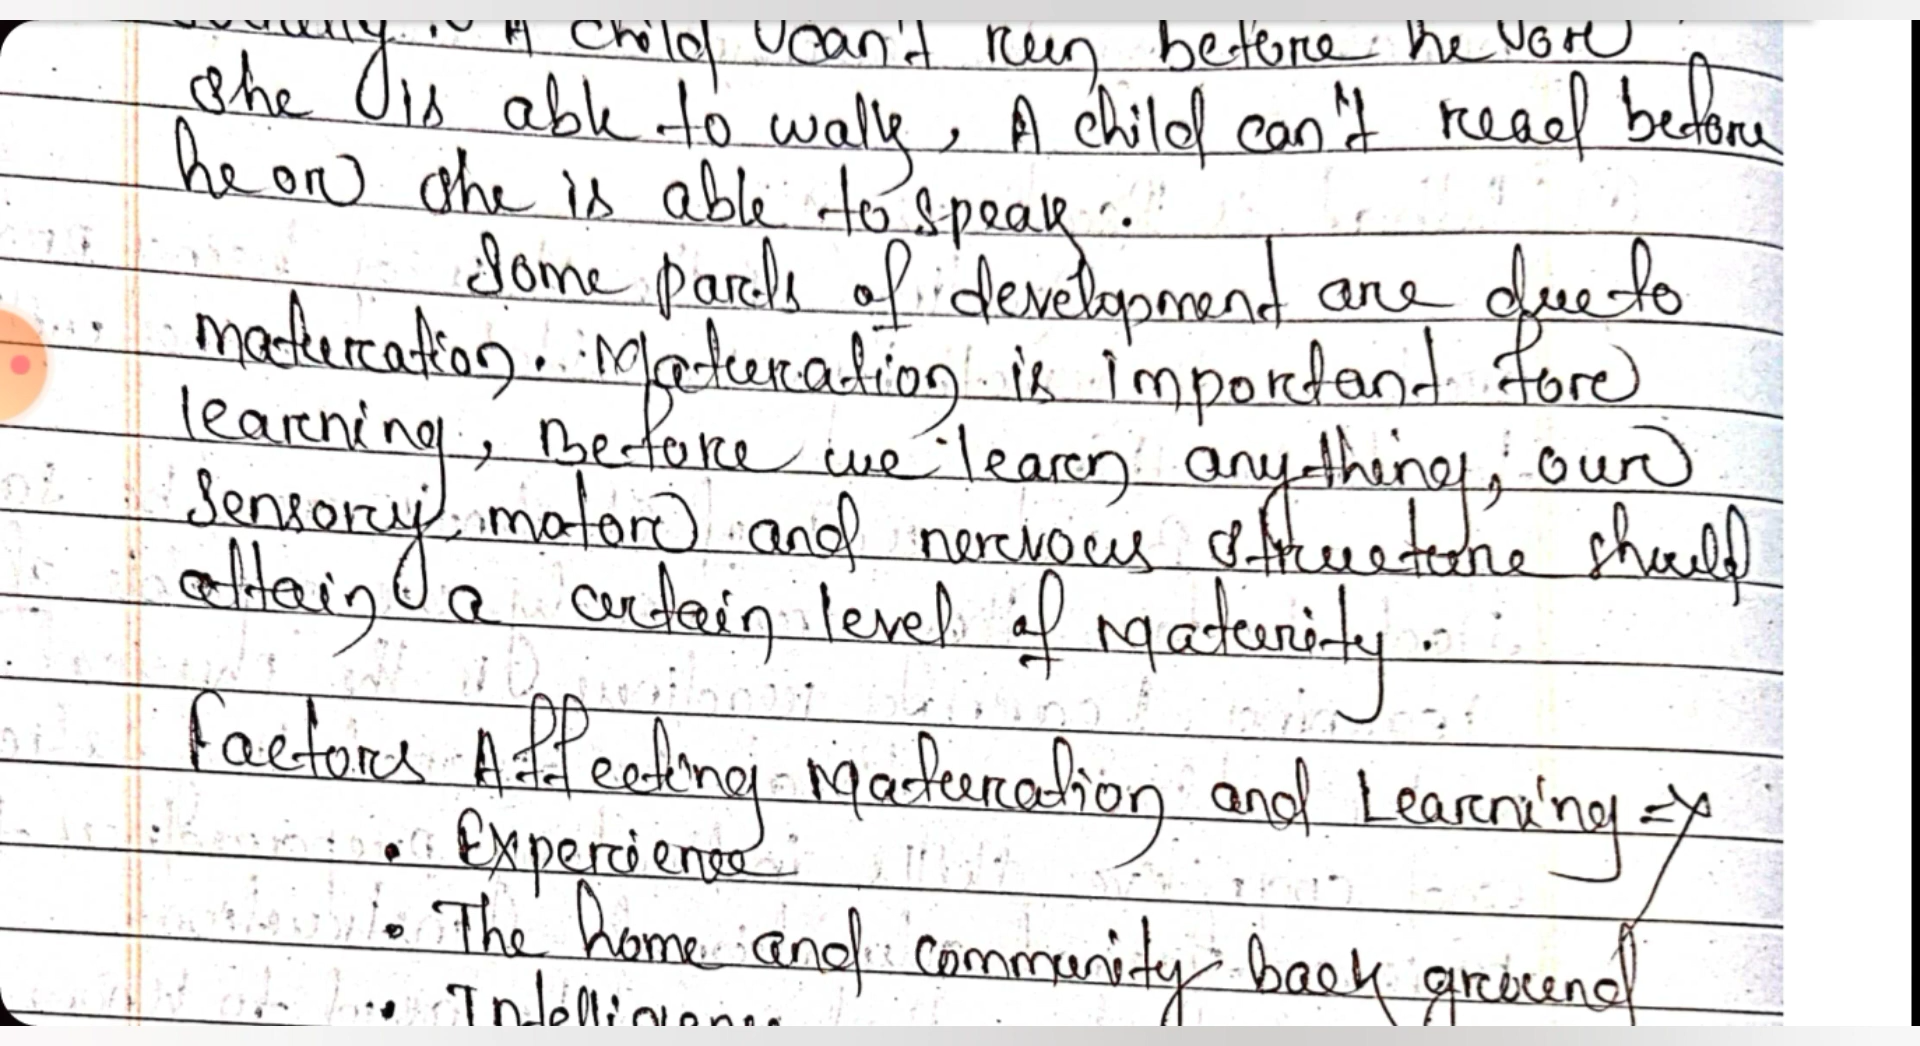 A child can't run before he or
she is able to walk, A child can't read before
he or she is able to speak.
Some parts of development are due to
maturation. Maturation is important for
learning, Before we learn anything, our
sensory, motor and nervous structure should
attain a certain level of maturity.
Factors Affecting Maturation and Learning =>
• Experience
• The home and community back ground
• Intelligence